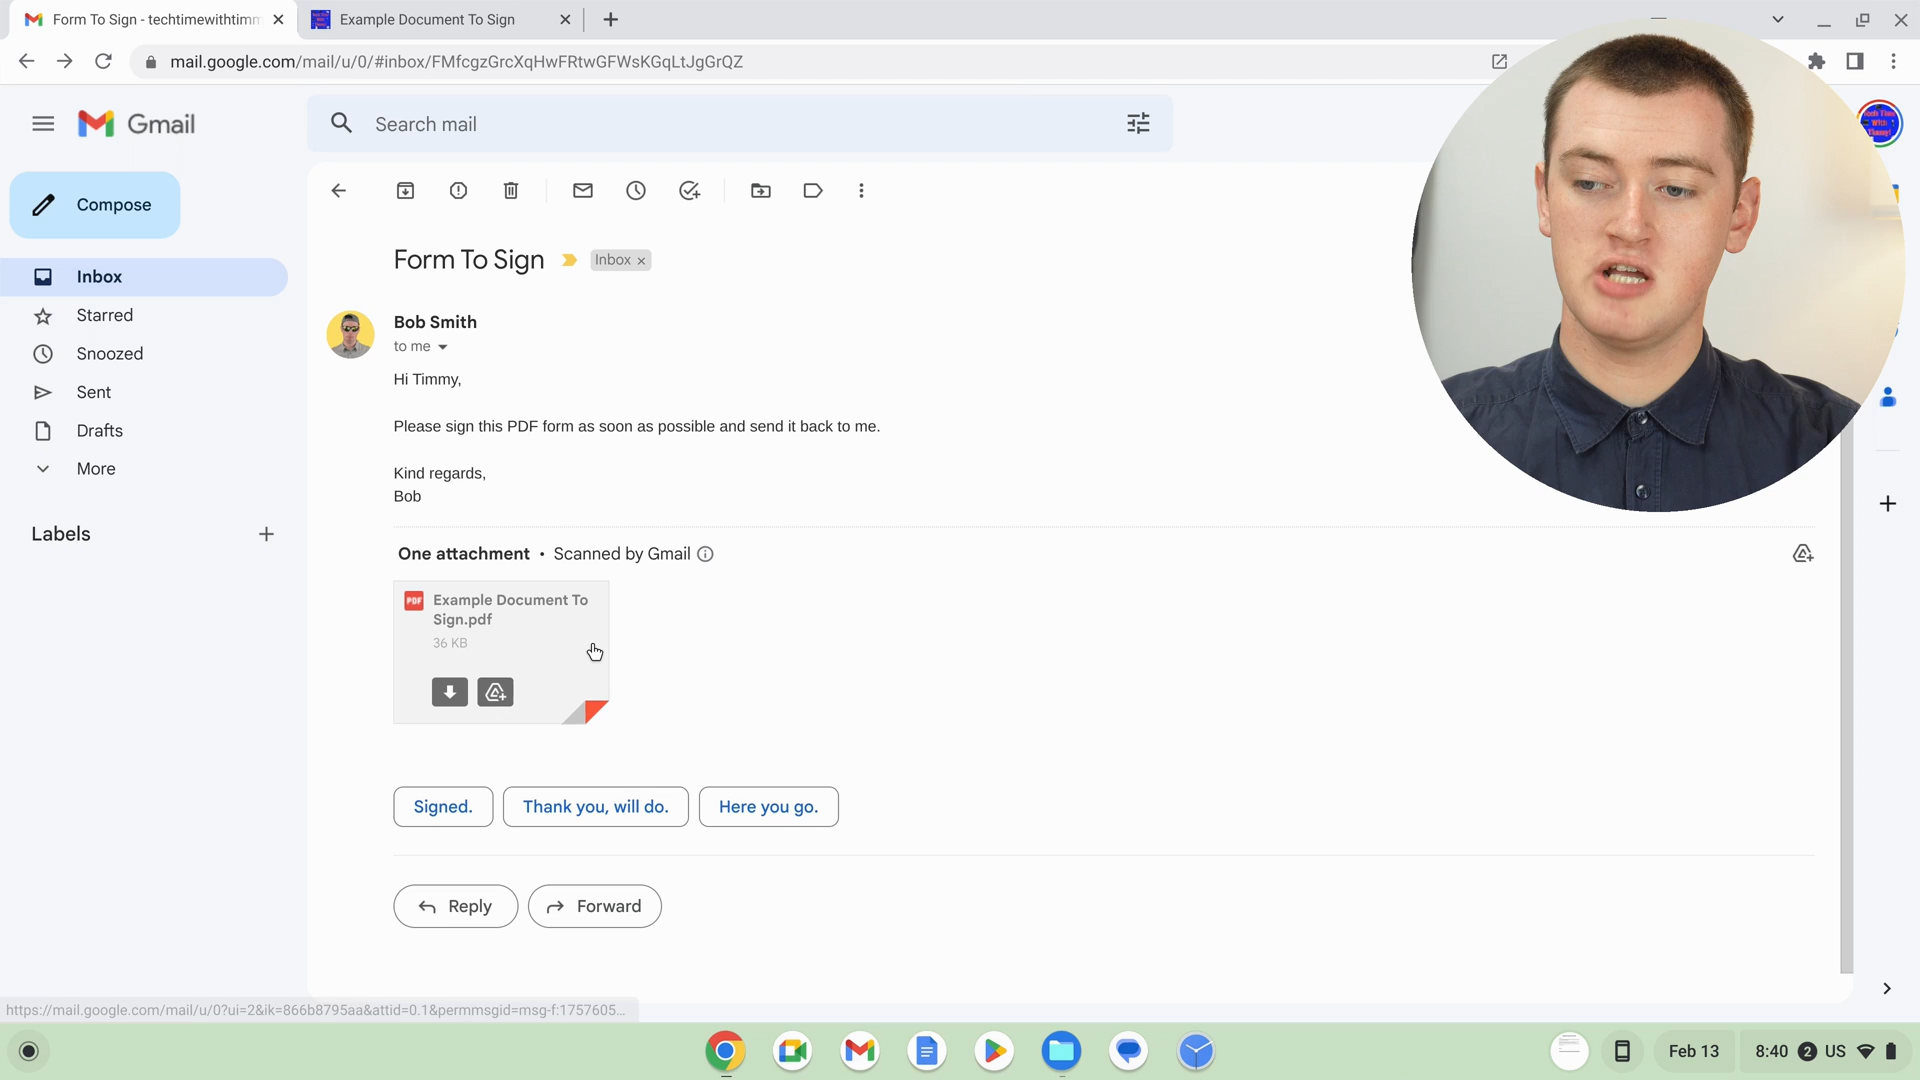 Form To Sign - techtimewithtimm
Example Document To Sign
mail.google.com/mail/u/0/#inbox/FMfcgzGrcXqHwFRtwGFWsKGqLtJgGrQZ
Gmail
Search mail
Compose
Inbox
Starred
Snoozed
Sent
Drafts
More
Labels
Form To Sign
Inbox ×
Bob Smith
to me
Hi Timmy,
Please sign this PDF form as soon as possible and send it back to me.
Kind regards,
Bob
One attachment • Scanned by Gmail
PDF
Example Document To
Sign.pdf
36 KB
Signed.
Thank you, will do.
Here you go.
Reply
Forward
https://mail.google.com/mail/u/0?ui=2&ik=866b8795aa&attid=0.1&permmsgid=msg-f:1757605...
Feb 13
8:40
2
US